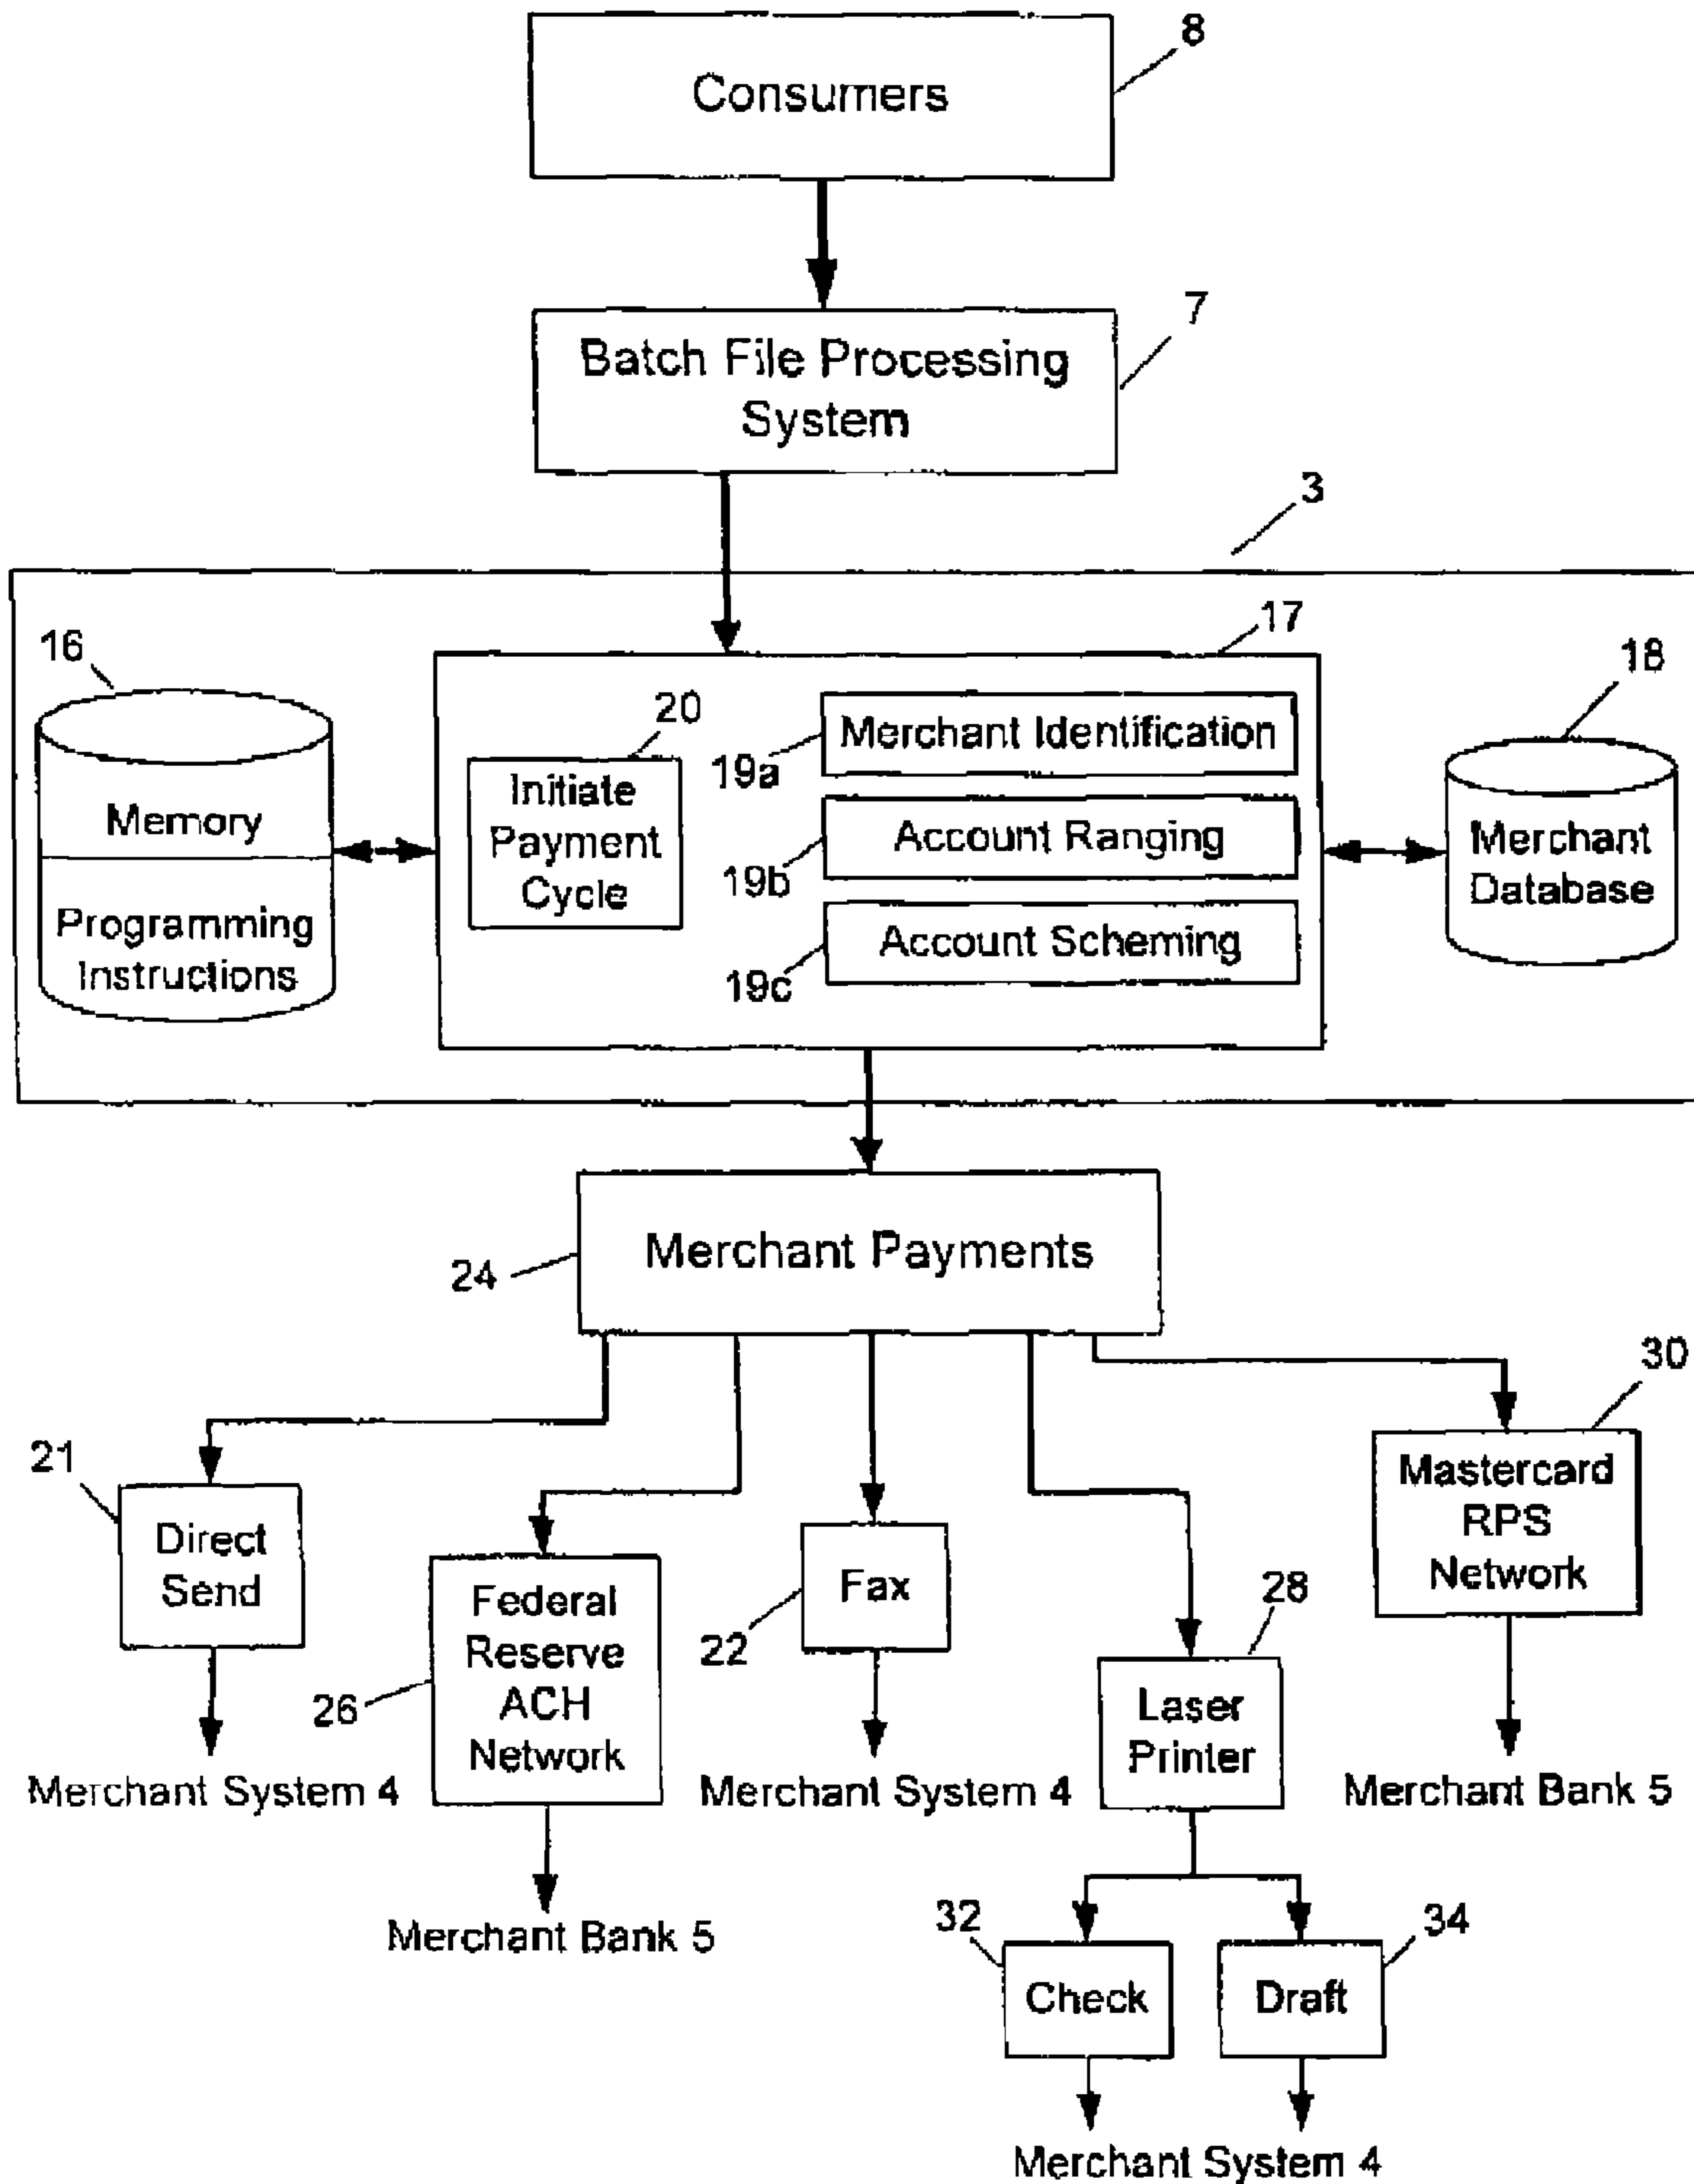 8
Consumers
7
Batch File Processing
System
3
16
17
18
20
Memory
Programming
Instructions
Initiate
Payment
Cycle
Merchant Identification
19a
Account Ranging
19b
Account Scheming
19c
Merchant
Database
Merchant Payments
24
30
21
Direct
Send
Mastercard
RPS
Network
Federal
Reserve
ACH
Network
26
Fax
22
28
Laser
Printer
Merchant System 4
Merchant System 4
Merchant Bank 5
Merchant Bank 5
32
34
Check
Draft
Merchant System 4